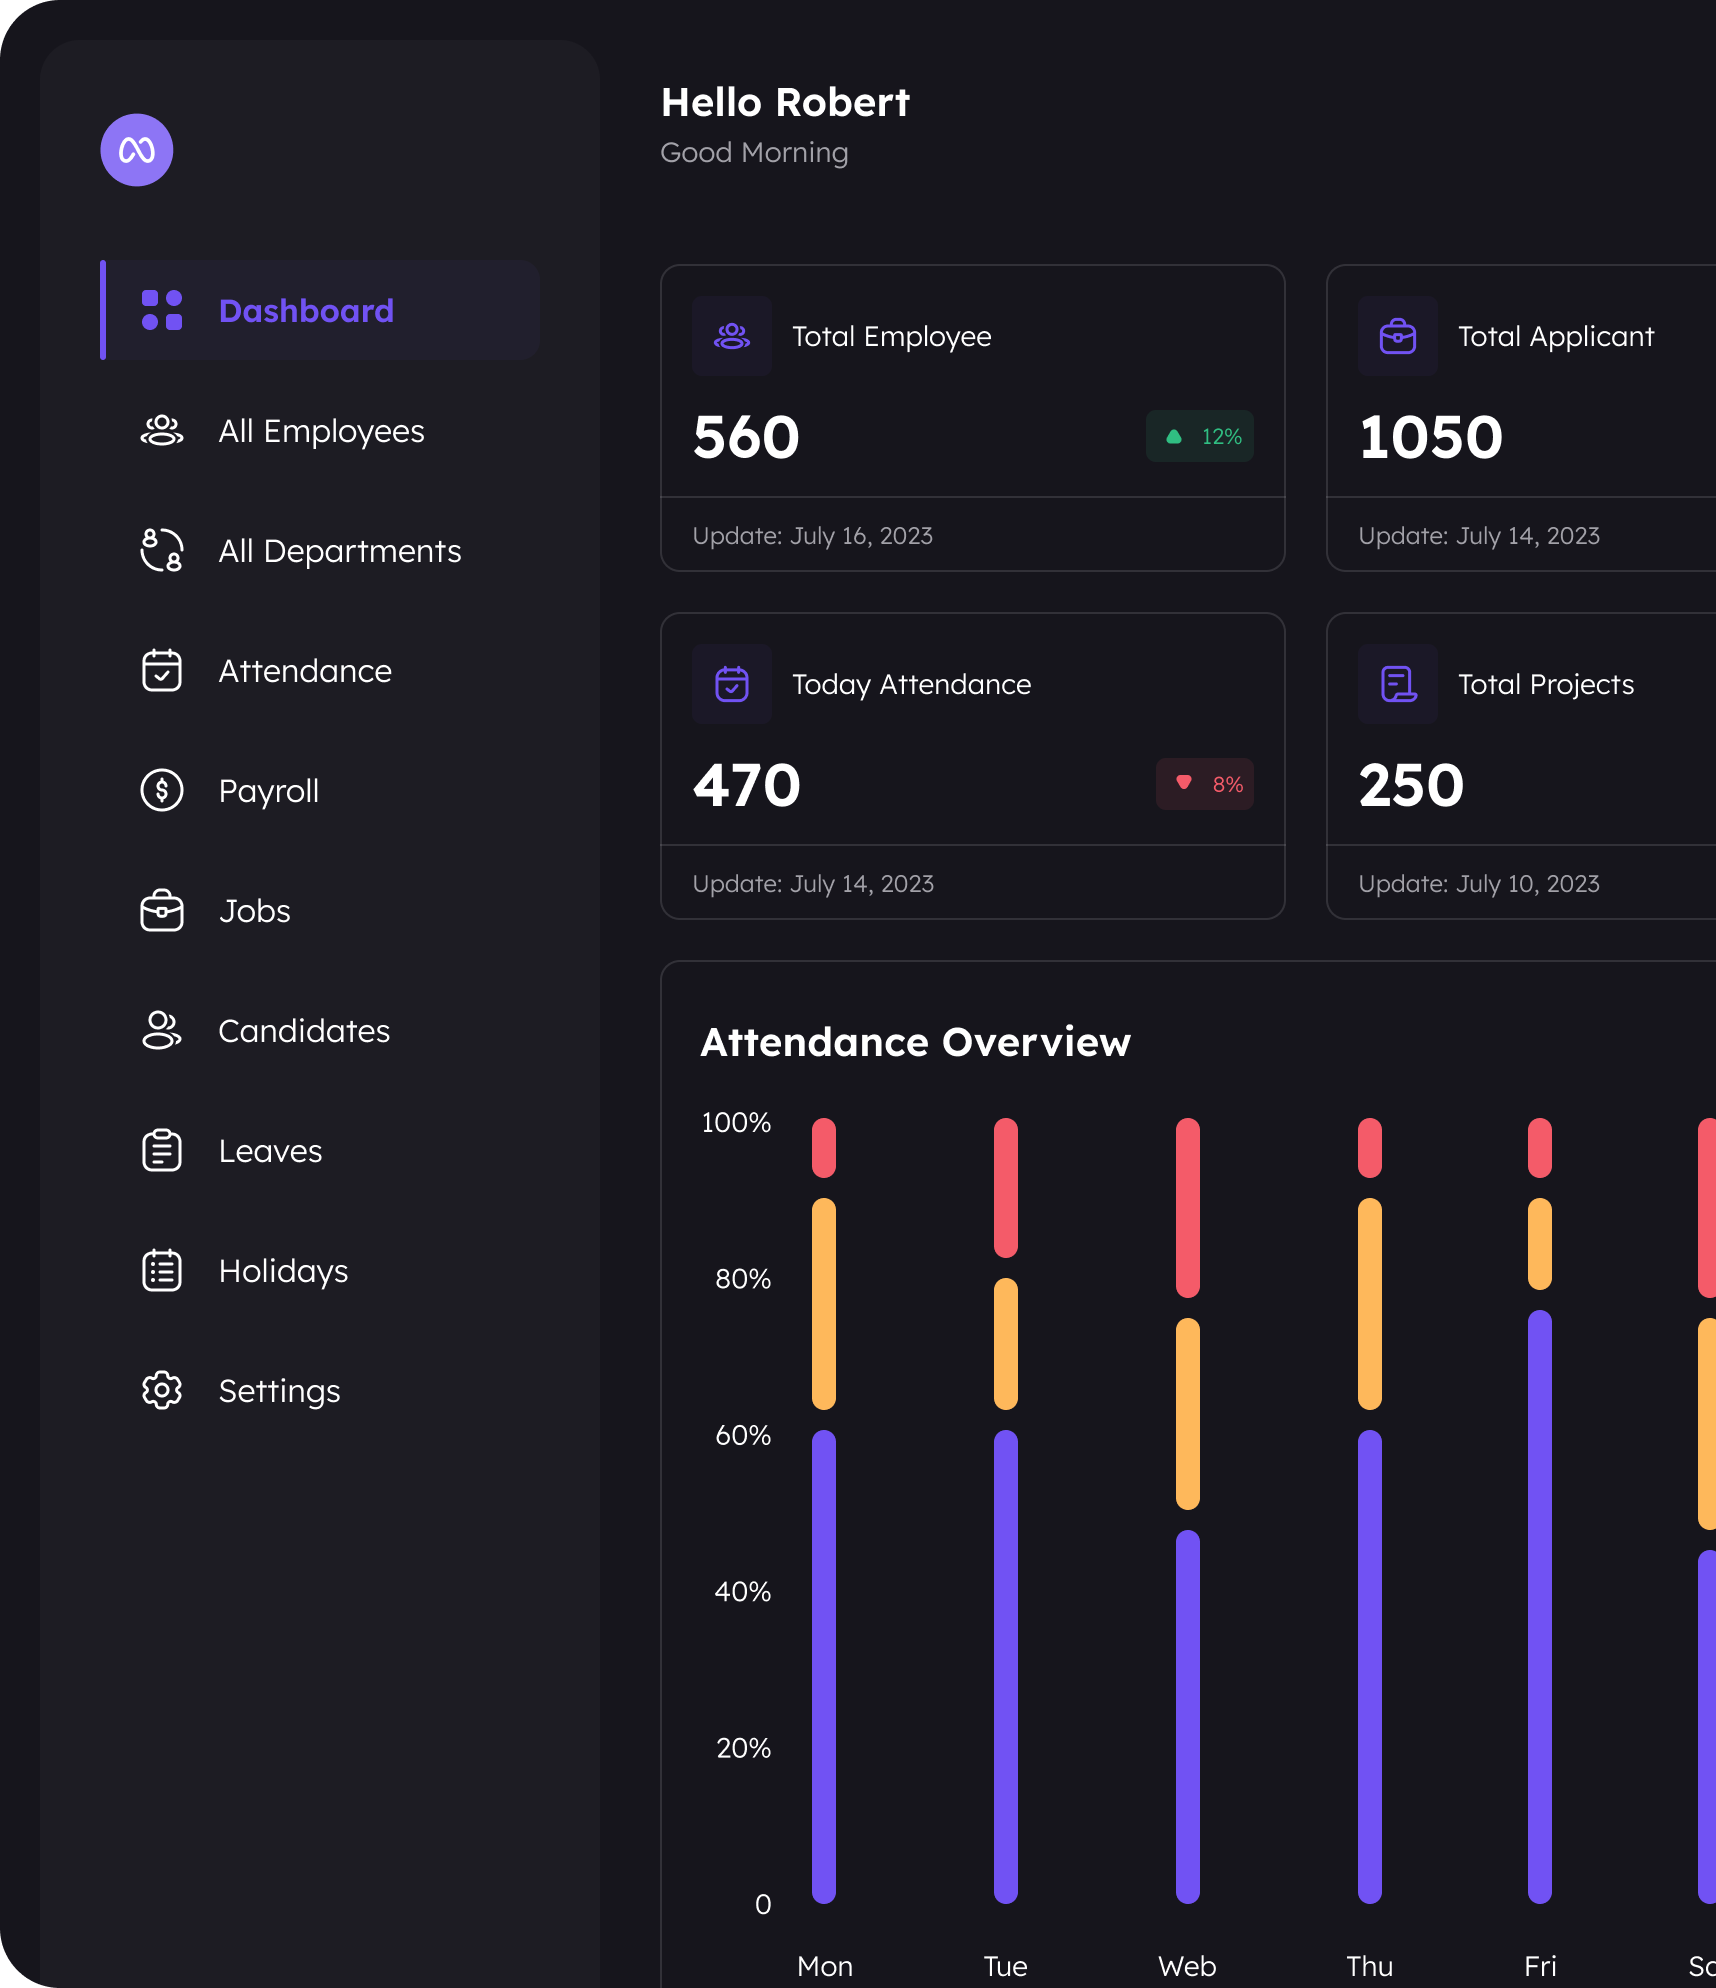 Hello Robert
Good Morning
Dashboard
All Employees
All Departments
Attendance
Payroll
Jobs
Candidates
Leaves
Holidays
Settings
Total Employee
560
12%
Update: July 16, 2023
Total Applicant
1050
Update: July 14, 2023
Today Attendance
470
8%
Update: July 14, 2023
Total Projects
250
Update: July 10, 2023
Attendance Overview
100%
80%
60%
40%
20%
0
Mon Tue Web Thu Fri